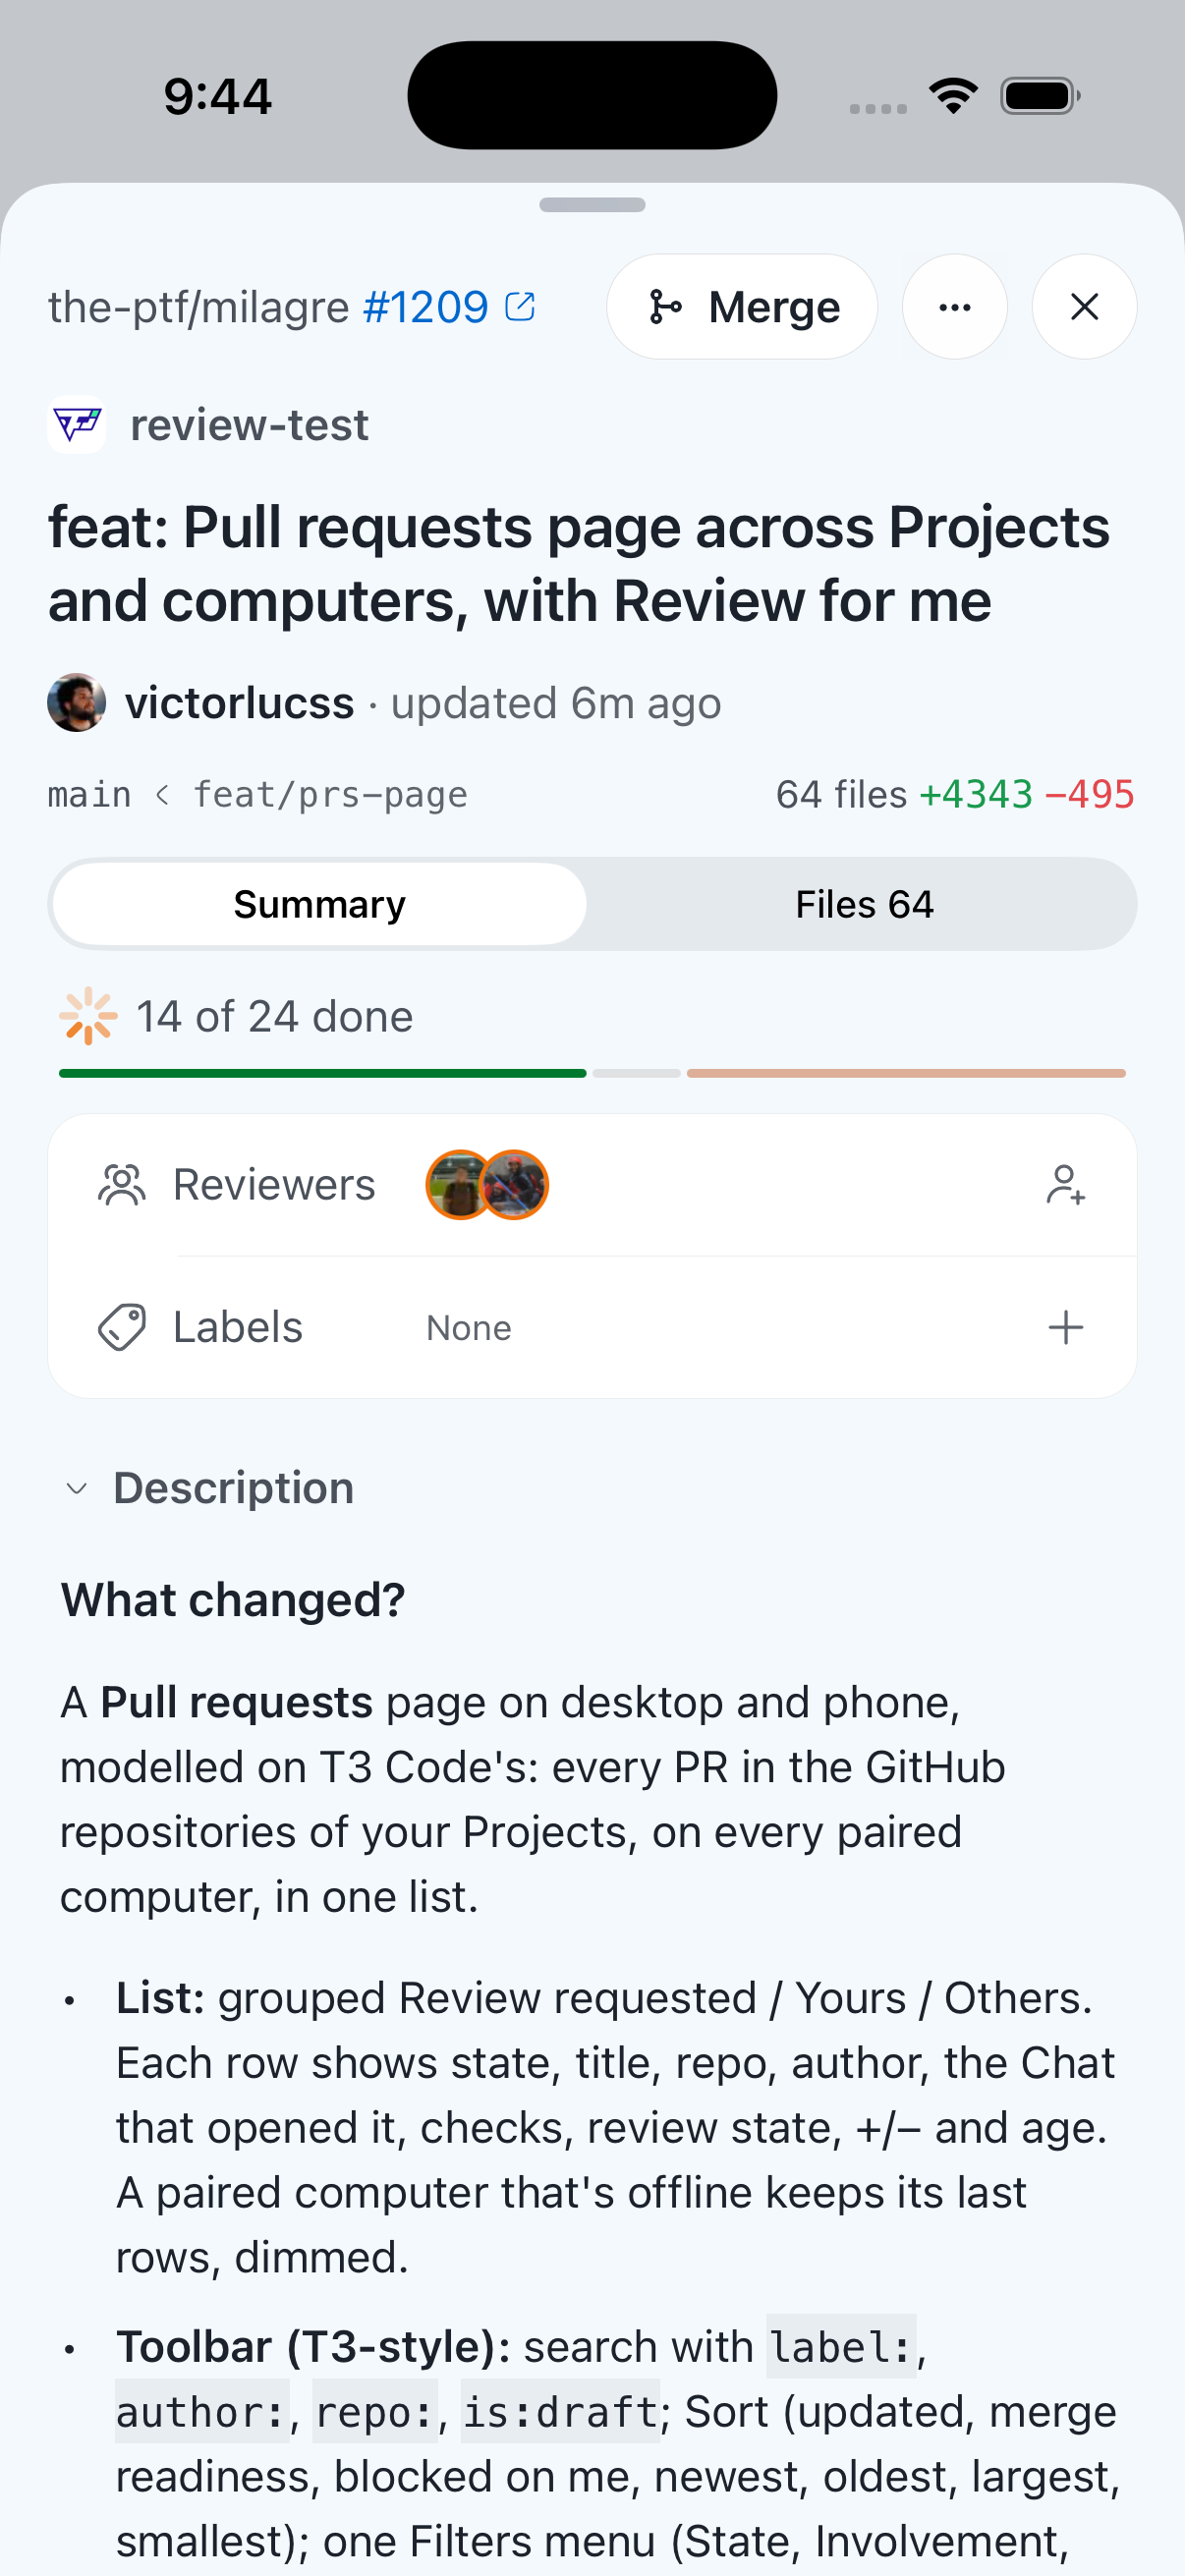 9:44
the-ptf/milagre #1209
Merge
review-test
feat: Pull requests page across Projects
and computers, with Review for me
victorlucss · updated 6m ago
main < feat/prs-page
64 files +4343 −495
Summary
Files 64
14 of 24 done
Reviewers
Labels
None
Description
What changed?
A Pull requests page on desktop and phone,
modelled on T3 Code's: every PR in the GitHub
repositories of your Projects, on every paired
computer, in one list.
• List: grouped Review requested / Yours / Others.
Each row shows state, title, repo, author, the Chat
that opened it, checks, review state, +/− and age.
A paired computer that's offline keeps its last
rows, dimmed.
• Toolbar (T3-style): search with label:,
author:, repo:, is:draft; Sort (updated, merge
readiness, blocked on me, newest, oldest, largest,
smallest); one Filters menu (State, Involvement,